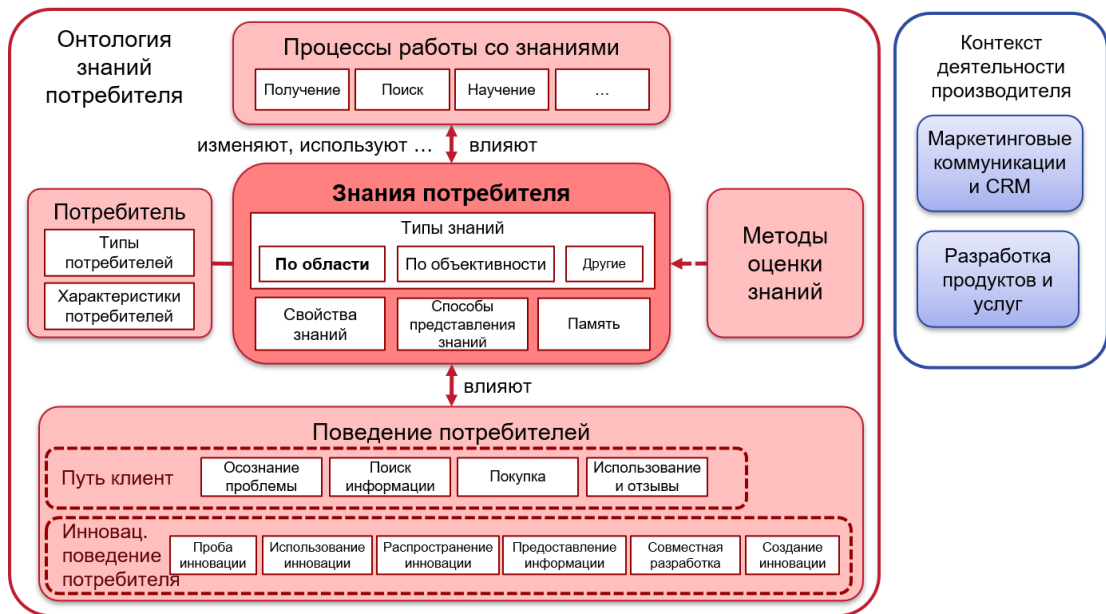 Онтология
знаний
потребителя
Процессы работы со знаниями
Получение
Поиск
Научение
...
изменяют, используют ...
влияют
Потребитель
Типы
потребителей
Характеристики
потребителей
Знания потребителя
Типы знаний
По области
По объективности
Другие
Свойства
знаний
Способы
представления
знаний
Память
Методы
оценки
знаний
влияют
Поведение потребителей
Путь клиент
Осознание
проблемы
Поиск
информации
Покупка
Использование
и отзывы
Инновац.
поведение
потребителя
Проба
инновации
Использование
инновации
Распространение
инновации
Предоставление
информации
Совместная
разработка
Создание
инновации
Контекст
деятельности
производителя
Маркетинговые
коммуникации
и CRM
Разработка
продуктов и
услуг